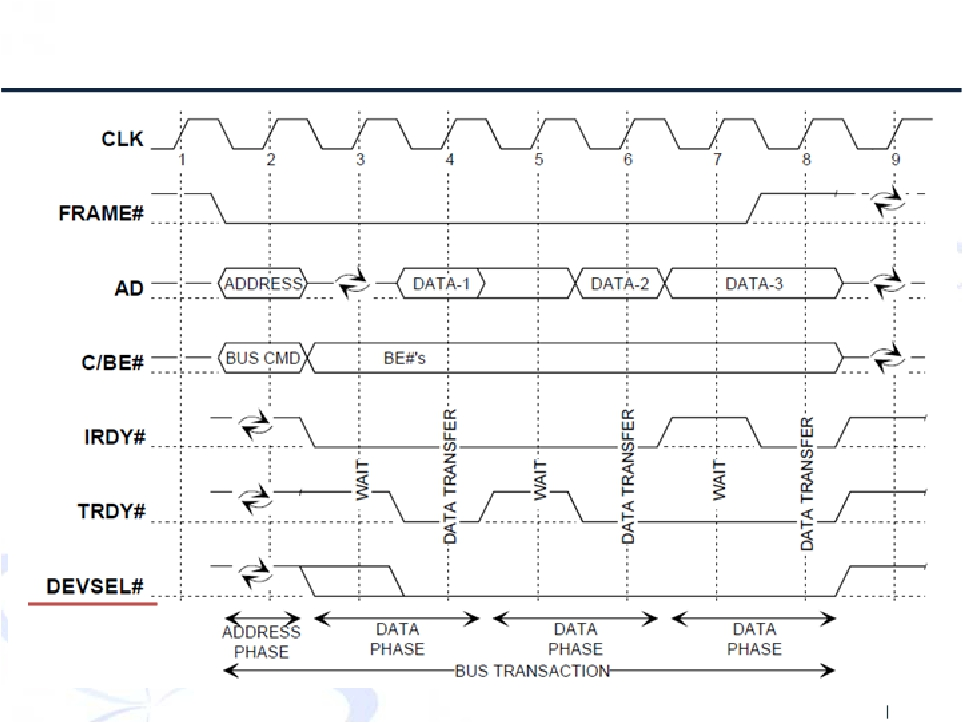 CLK
1 2 3 4 5 6 7 8 9
FRAME#
AD
ADDRESS DATA-1 DATA-2 DATA-3
C/BE#
BUS CMD BE#'s
IRDY#
TRDY#
WAIT
DATA TRANSFER
WAIT
DATA TRANSFER
WAIT
DATA TRANSFER
DEVSEL#
ADDRESS
PHASE
DATA
PHASE
DATA
PHASE
DATA
PHASE
BUS TRANSACTION